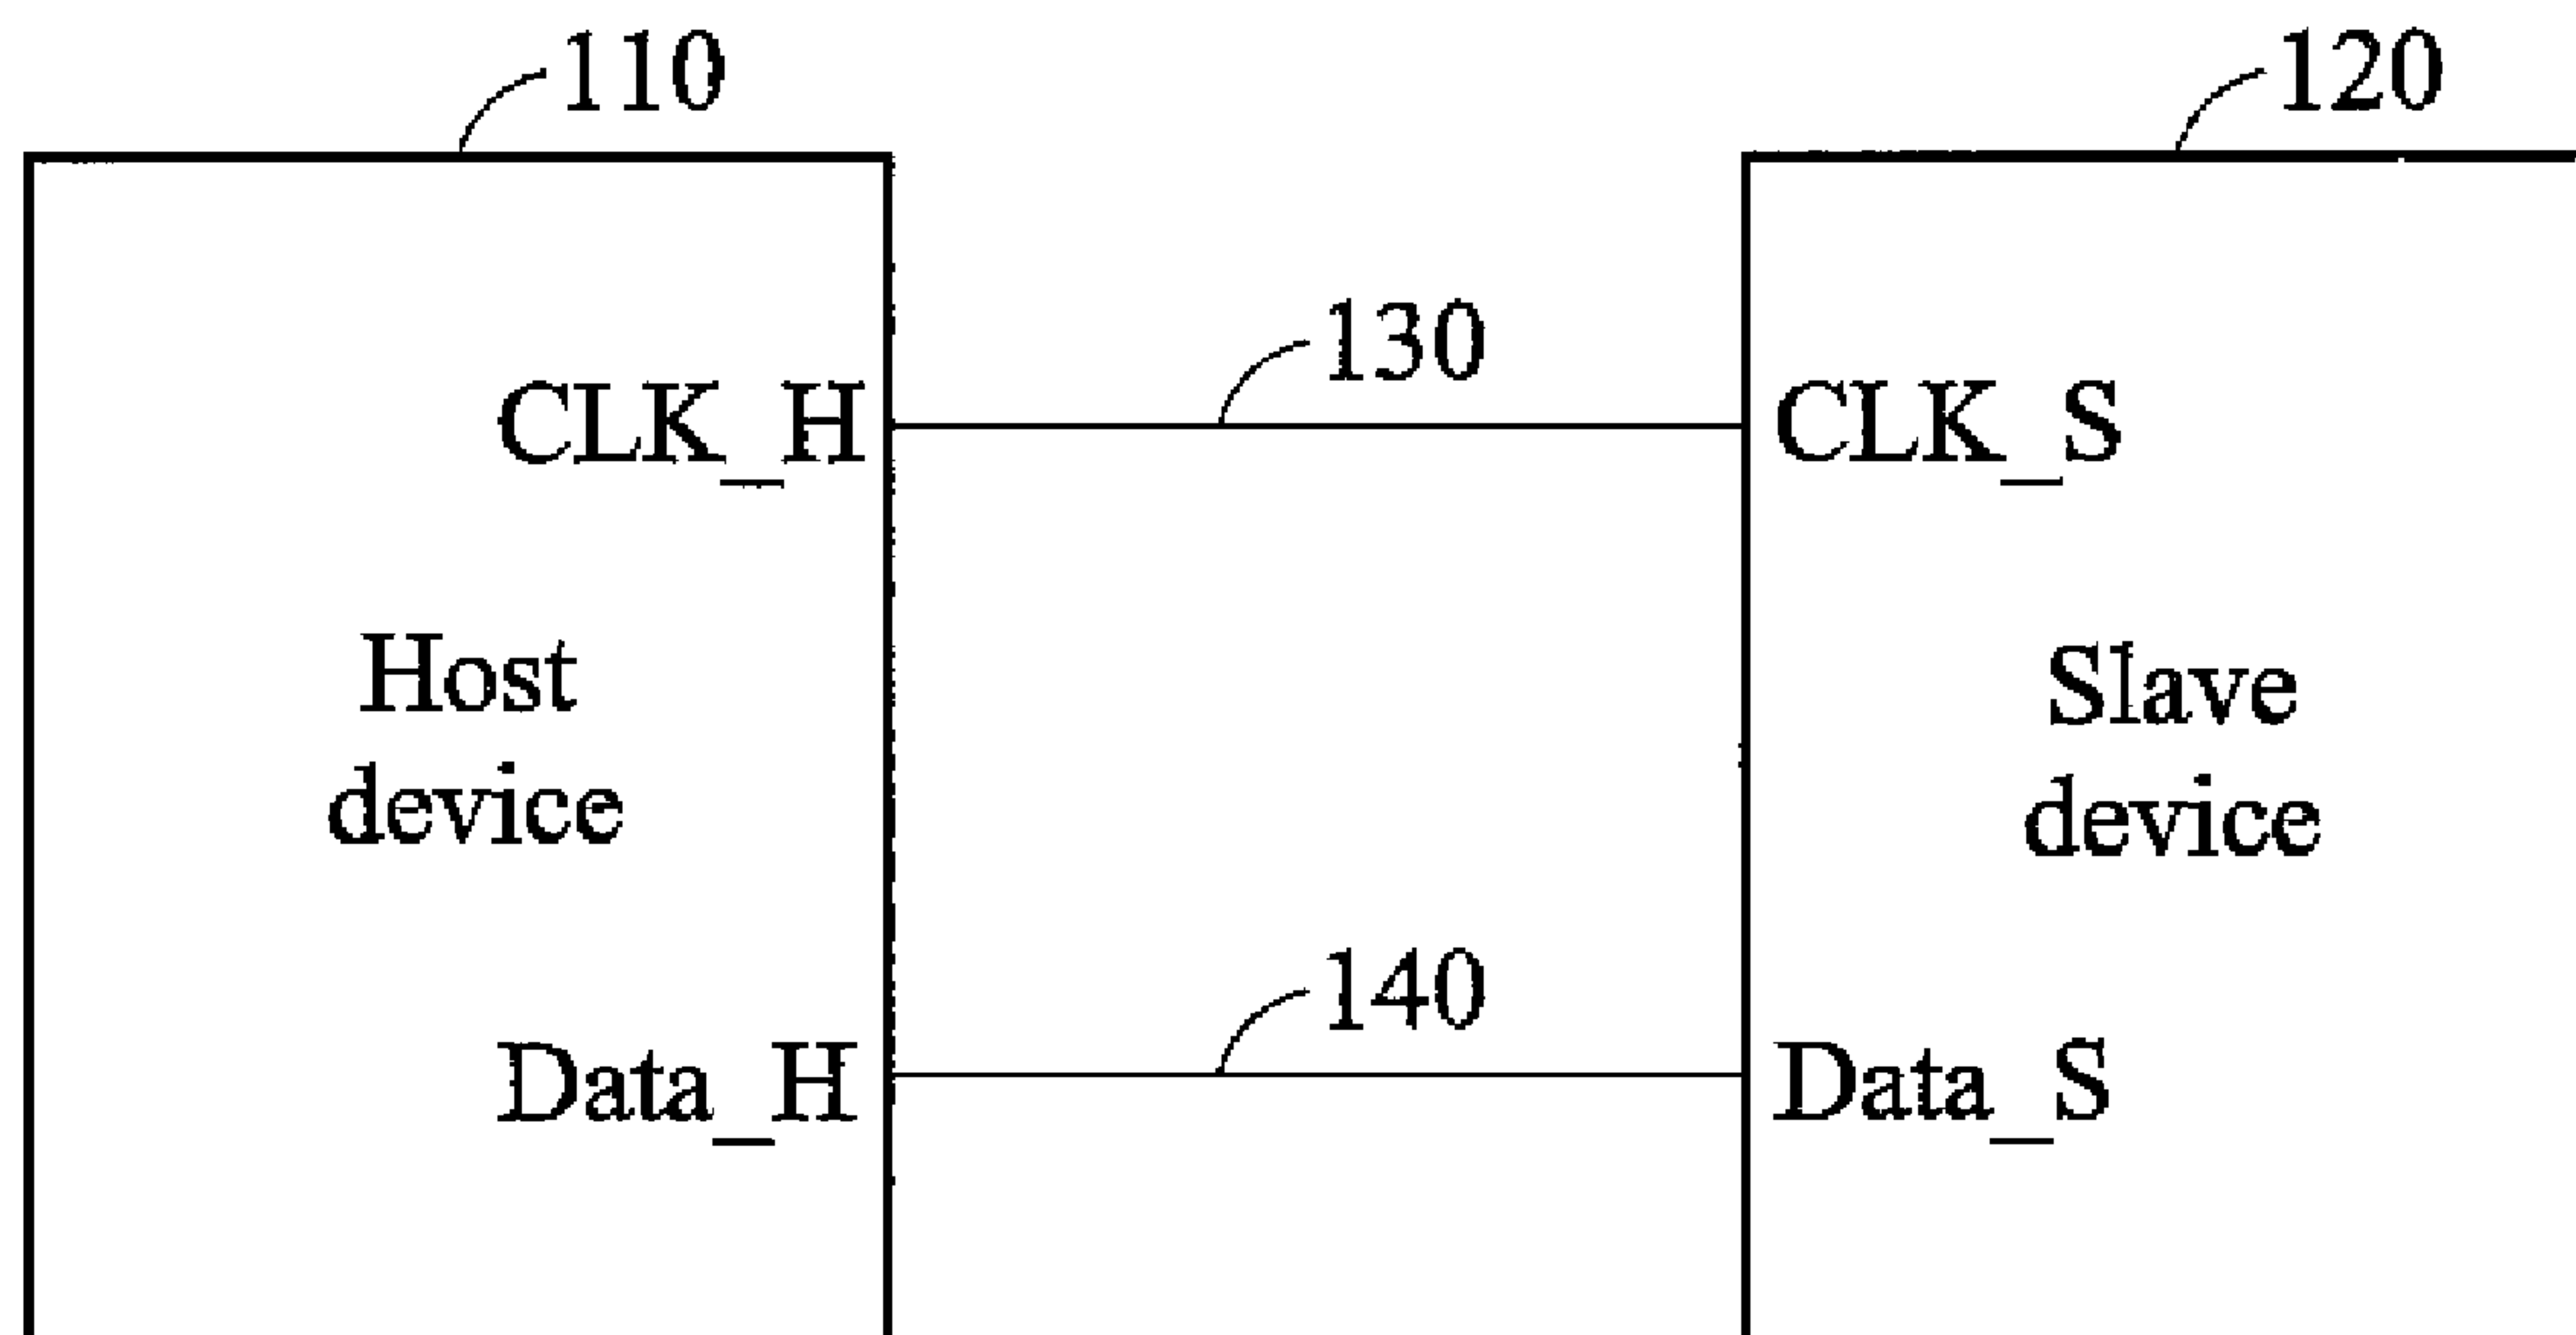 110
120
130
CLK_H
CLK_S
Host
device
Slave
device
140
Data_H
Data_S